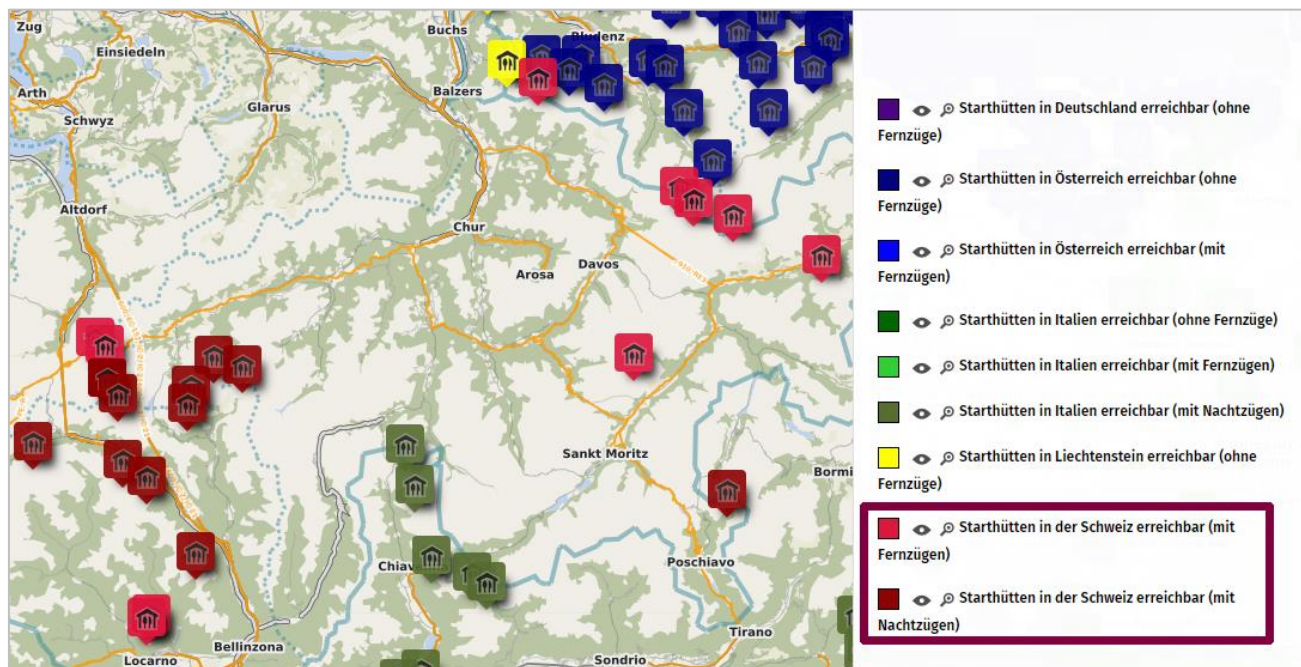 Zug
Einsiedeln
Arth
Schwyz
Glarus
Buchs
Bludenz
Balzers
Altdorf
Chur
Arosa
Davos
Sankt Moritz
Bormi
Chiav
Poschiavo
Tirano
Bellinzona
Locarno
Sondrio
Starthütten in Deutschland erreichbar (ohne
Fernzüge)
Starthütten in Österreich erreichbar (ohne
Fernzüge)
Starthütten in Österreich erreichbar (mit
Fernzügen)
Starthütten in Italien erreichbar (ohne Fernzüge)
Starthütten in Italien erreichbar (mit Fernzügen)
Starthütten in Italien erreichbar (mit Nachtzügen)
Starthütten in Liechtenstein erreichbar (ohne
Fernzüge)
Starthütten in der Schweiz erreichbar (mit
Fernzügen)
Starthütten in der Schweiz erreichbar (mit
Nachtzügen)